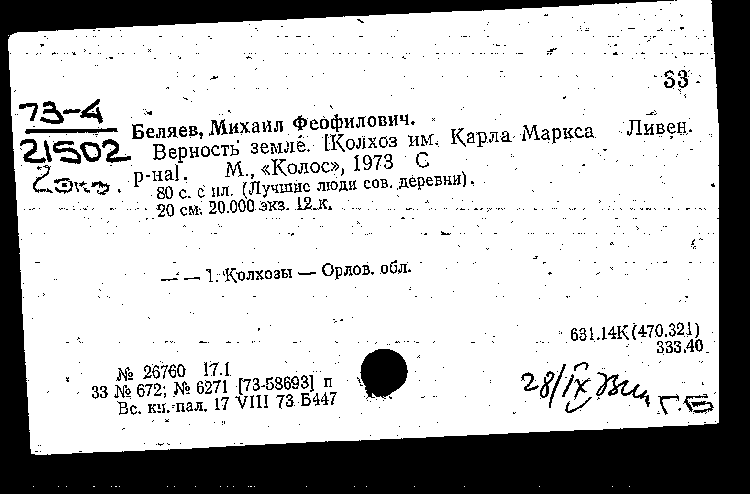 33
73-4
21502
2 экз.
Беляев, Михаил Феофилович.
Верность земле. [Колхоз им. Карла Маркса Ливен.
р-на]. М., «Колос», 1973 С
80 с. с ил. (Лучшие люди сов. деревни).
20 см. 20.000 экз. 12 к.
— — 1. Колхозы — Орлов. обл.
631.14К(470.321)
333.40
№ 26760 17.1
33 № 672; № 6271 [73-58693] п
Вс. кн. пал. 17 VIII 73 Б447
28/IX
Г.Б